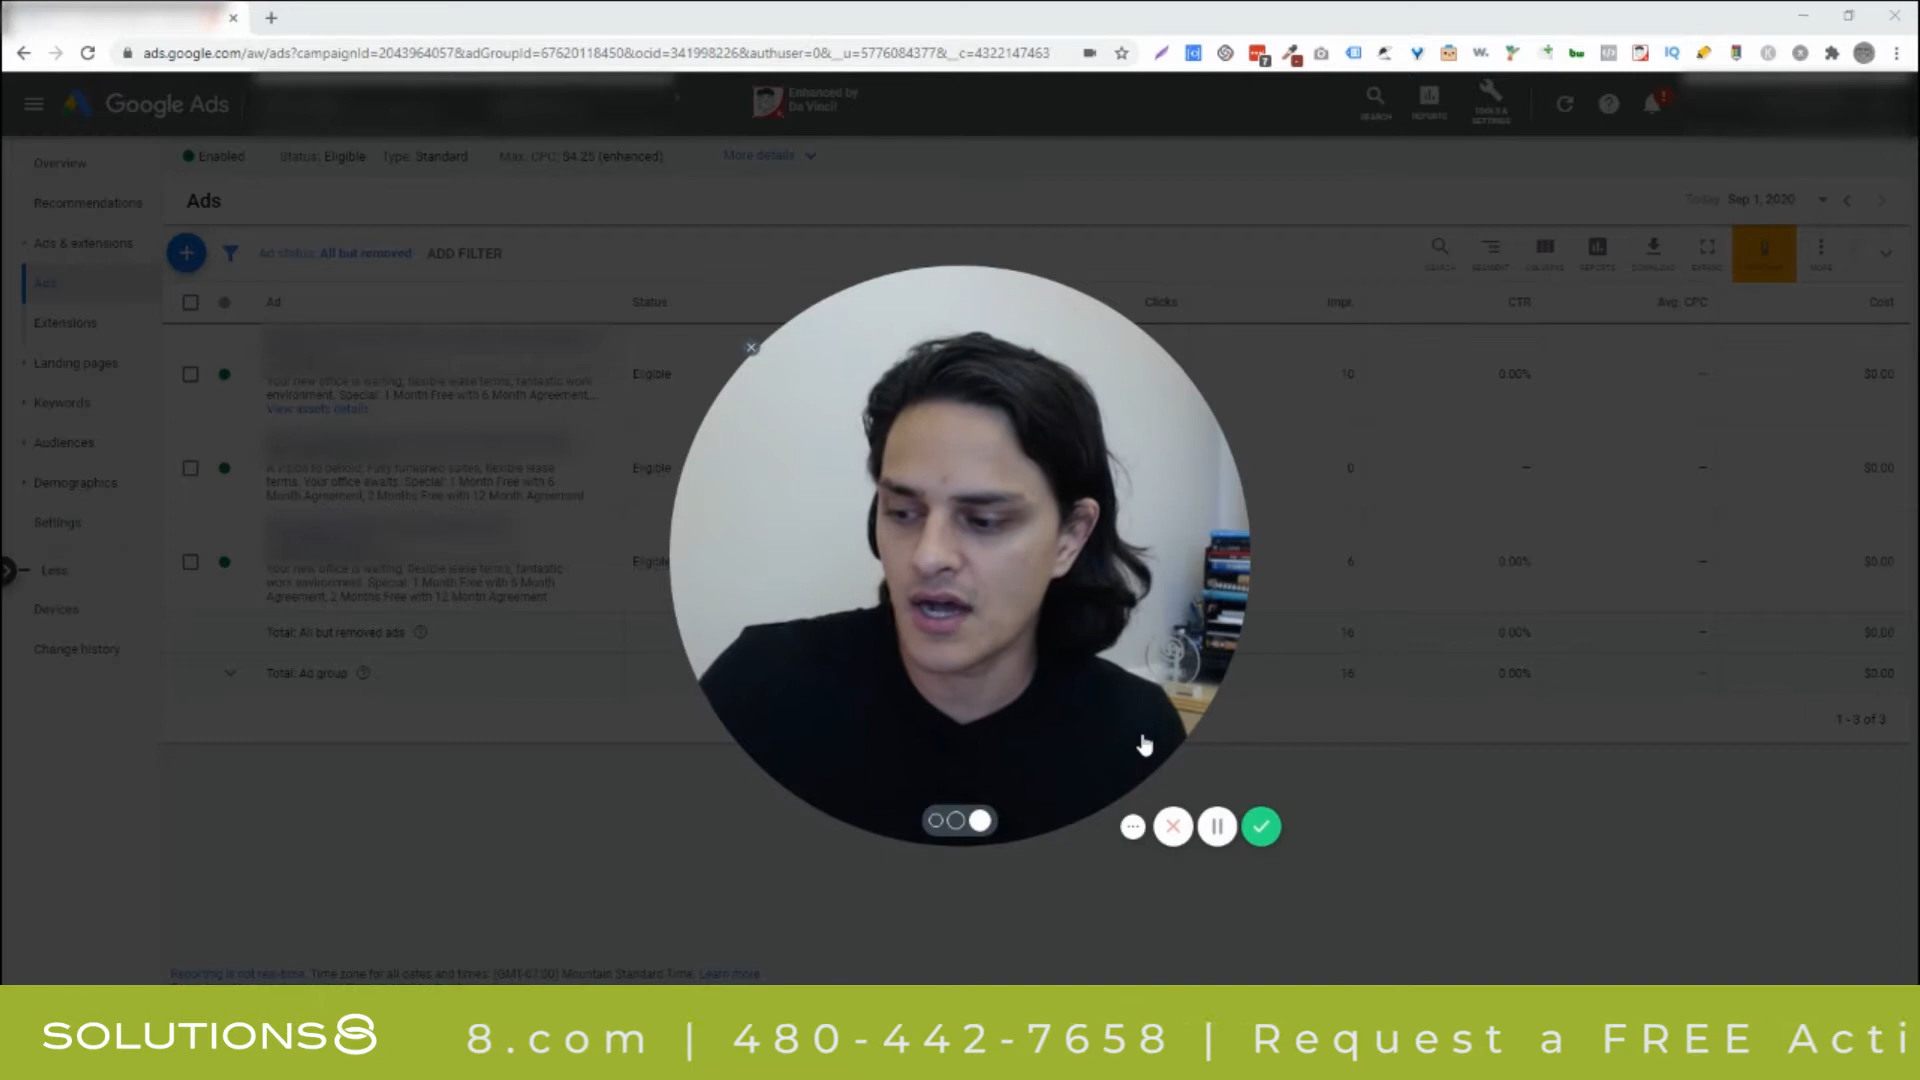 ads.google.com/aw/ads?campaignId=2043964057&adGroupId=67620118450&ocid=341998226&authuser=0&__u=5776084377&__c=4322147463
Google Ads
Enhanced by
Da Vinci!
SEARCH
REPORTS
TOOLS &
SETTINGS
Overview
Recommendations
Ads & extensions
Ads
Extensions
Landing pages
Keywords
Audiences
Demographics
Settings
Less
Devices
Change history
Enabled Status: Eligible Type: Standard Max. CPC: $4.25 (enhanced) More details
Ads
Today Sep 1, 2020
Ad status: All but removed ADD FILTER
SEARCH SEGMENT COLUMNS REPORTS DOWNLOAD EXPAND MORE
Ad Status Clicks Impr. CTR Avg. CPC Cost
Your new office is waiting, flexible lease terms, fantastic work
environment. Special: 1 Month Free with 6 Month Agreement,...
View assets details
Eligible 10 0.00% – $0.00
A vision to behold. Fully furnished suites, flexible lease
terms. Your office awaits. Special: 1 Month Free with 6
Month Agreement, 2 Months Free with 12 Month Agreement
Eligible 0 – – $0.00
Your new office is waiting, flexible lease terms, fantastic
work environment. Special: 1 Month Free with 6 Month
Agreement, 2 Months Free with 12 Month Agreement
Eligible 6 0.00% – $0.00
Total: All but removed ads 16 0.00% – $0.00
Total: Ad group 16 0.00% – $0.00
1 - 3 of 3
Reporting is not real-time. Time zone for all dates and times: (GMT-07:00) Mountain Standard Time. Learn more
SOLUTIONS8
8.com | 480-442-7658 | Request a FREE Acti